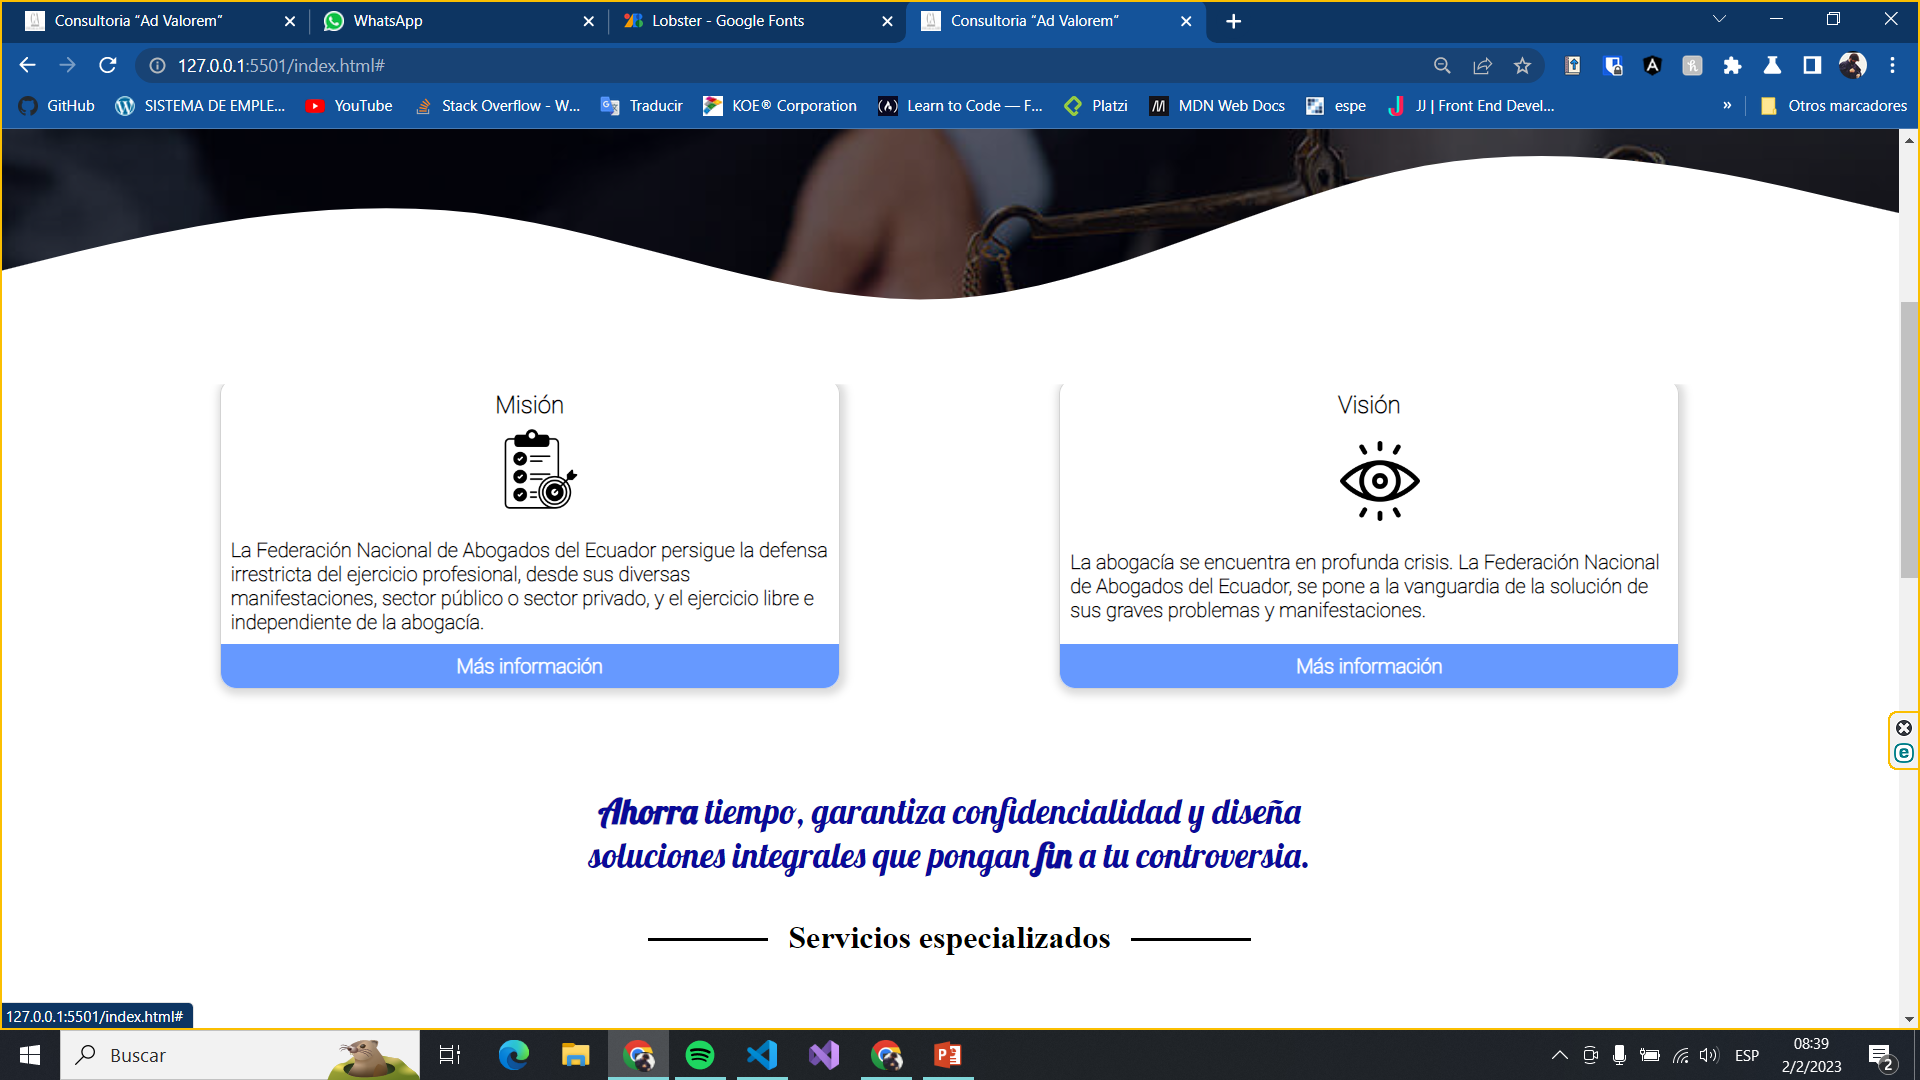 Consultoria “Ad Valorem”
WhatsApp
Lobster - Google Fonts
Consultoria “Ad Valorem”
127.0.0.1:5501/index.html#
GitHub
SISTEMA DE EMPLE...
YouTube
Stack Overflow - W...
Traducir
KOE® Corporation
Learn to Code — F...
Platzi
MDN Web Docs
espe
JJ | Front End Devel...
»
Otros marcadores
Misión
La Federación Nacional de Abogados del Ecuador persigue la defensa
irrestricta del ejercicio profesional, desde sus diversas
manifestaciones, sector público o sector privado, y el ejercicio libre e
independiente de la abogacía.
Más información
Visión
La abogacía se encuentra en profunda crisis. La Federación Nacional
de Abogados del Ecuador, se pone a la vanguardia de la solución de
sus graves problemas y manifestaciones.
Más información
Ahorra tiempo, garantiza confidencialidad y diseña
soluciones integrales que pongan fin a tu controversia.
Servicios especializados
127.0.0.1:5501/index.html#
Buscar
ESP
08:39
2/2/2023
2